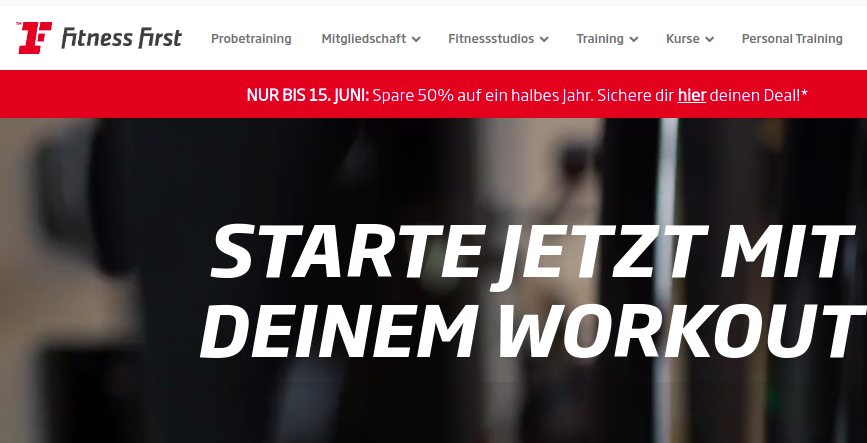 Fitness First
Probetraining Mitgliedschaft Fitnessstudios Training Kurse Personal Training
NUR BIS 15. JUNI: Spare 50% auf ein halbes Jahr. Sichere dir hier deinen Deal!*
STARTE JETZT MIT
DEINEM WORKOUT